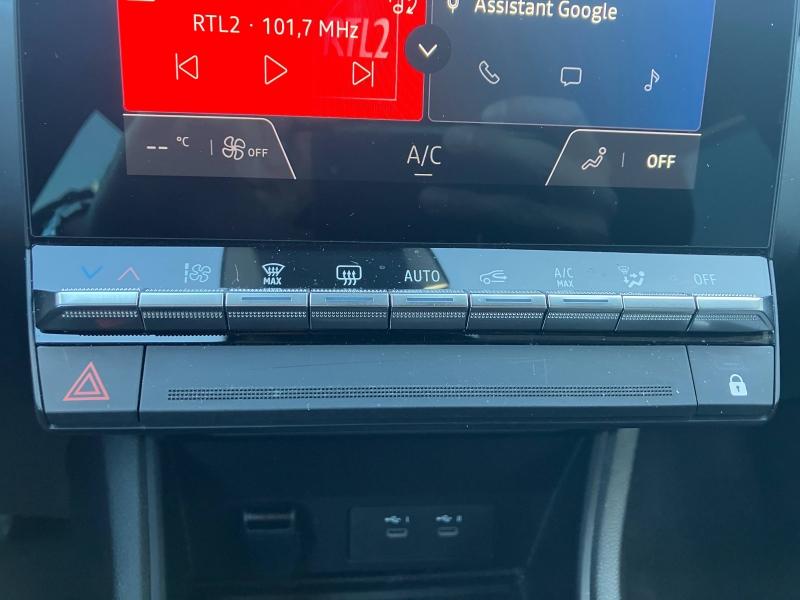 RTL2 · 101,7 MHz
RTL2
Assistant Google
-- °C | OFF
A/C
| OFF
MAX
AUTO
A/C
MAX
OFF